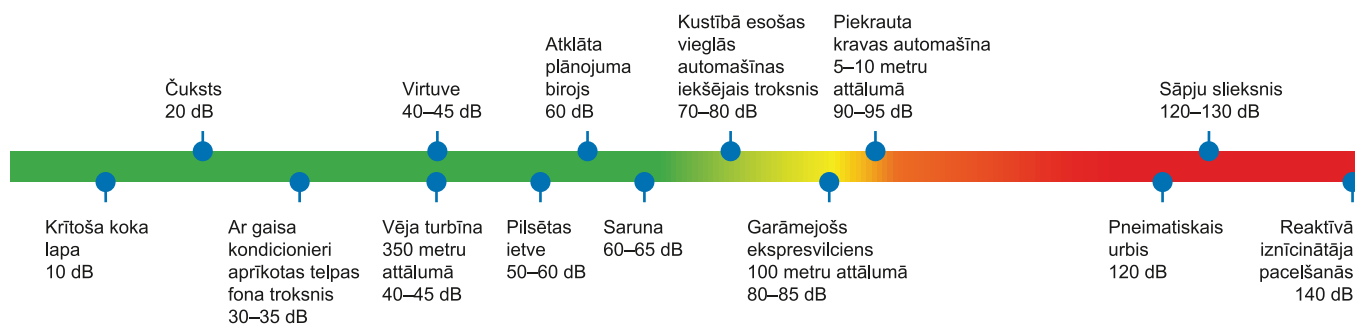 Čuksts
20 dB
Virtuve
40–45 dB
Atklāta
plānojuma
birojs
60 dB
Kustībā esošas
vieglās
automašīnas
iekšējais troksnis
70–80 dB
Piekrauta
kravas automašīna
5–10 metru
attālumā
90–95 dB
Sāpju slieksnis
120–130 dB
Krītoša koka
lapa
10 dB
Ar gaisa
kondicionieri
aprīkotas telpas
fona troksnis
30–35 dB
Vēja turbīna
350 metru
attālumā
40–45 dB
Pilsētas
ietve
50–60 dB
Saruna
60–65 dB
Garāmejošs
ekspresvilciens
100 metru attālumā
80–85 dB
Pneimatiskais
urbis
120 dB
Reaktīvā
iznīcinātāja
pacelšanās
140 dB